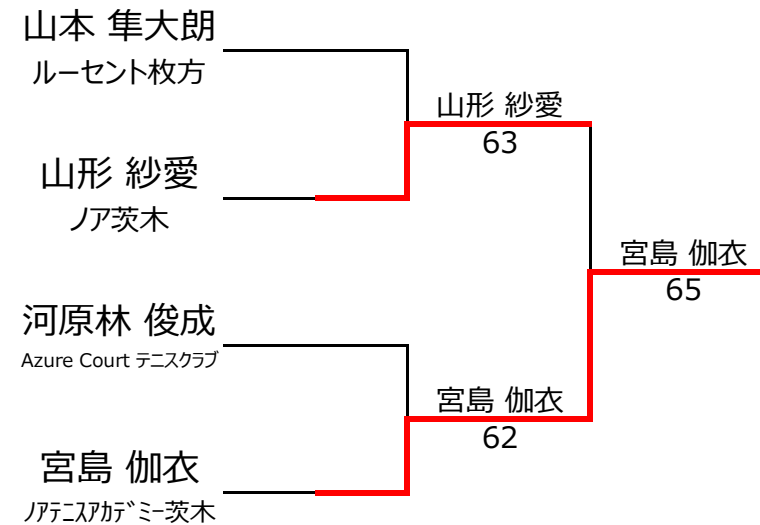 山本 隼大朗
ルーセント枚方
山形 紗愛
63
山形 紗愛
ノア茨木
宮島 伽衣
65
河原林 俊成
Azure Court テニスクラブ
宮島 伽衣
62
宮島 伽衣
ﾉｱﾃﾆｽｱｶﾃﾞﾐｰ茨木